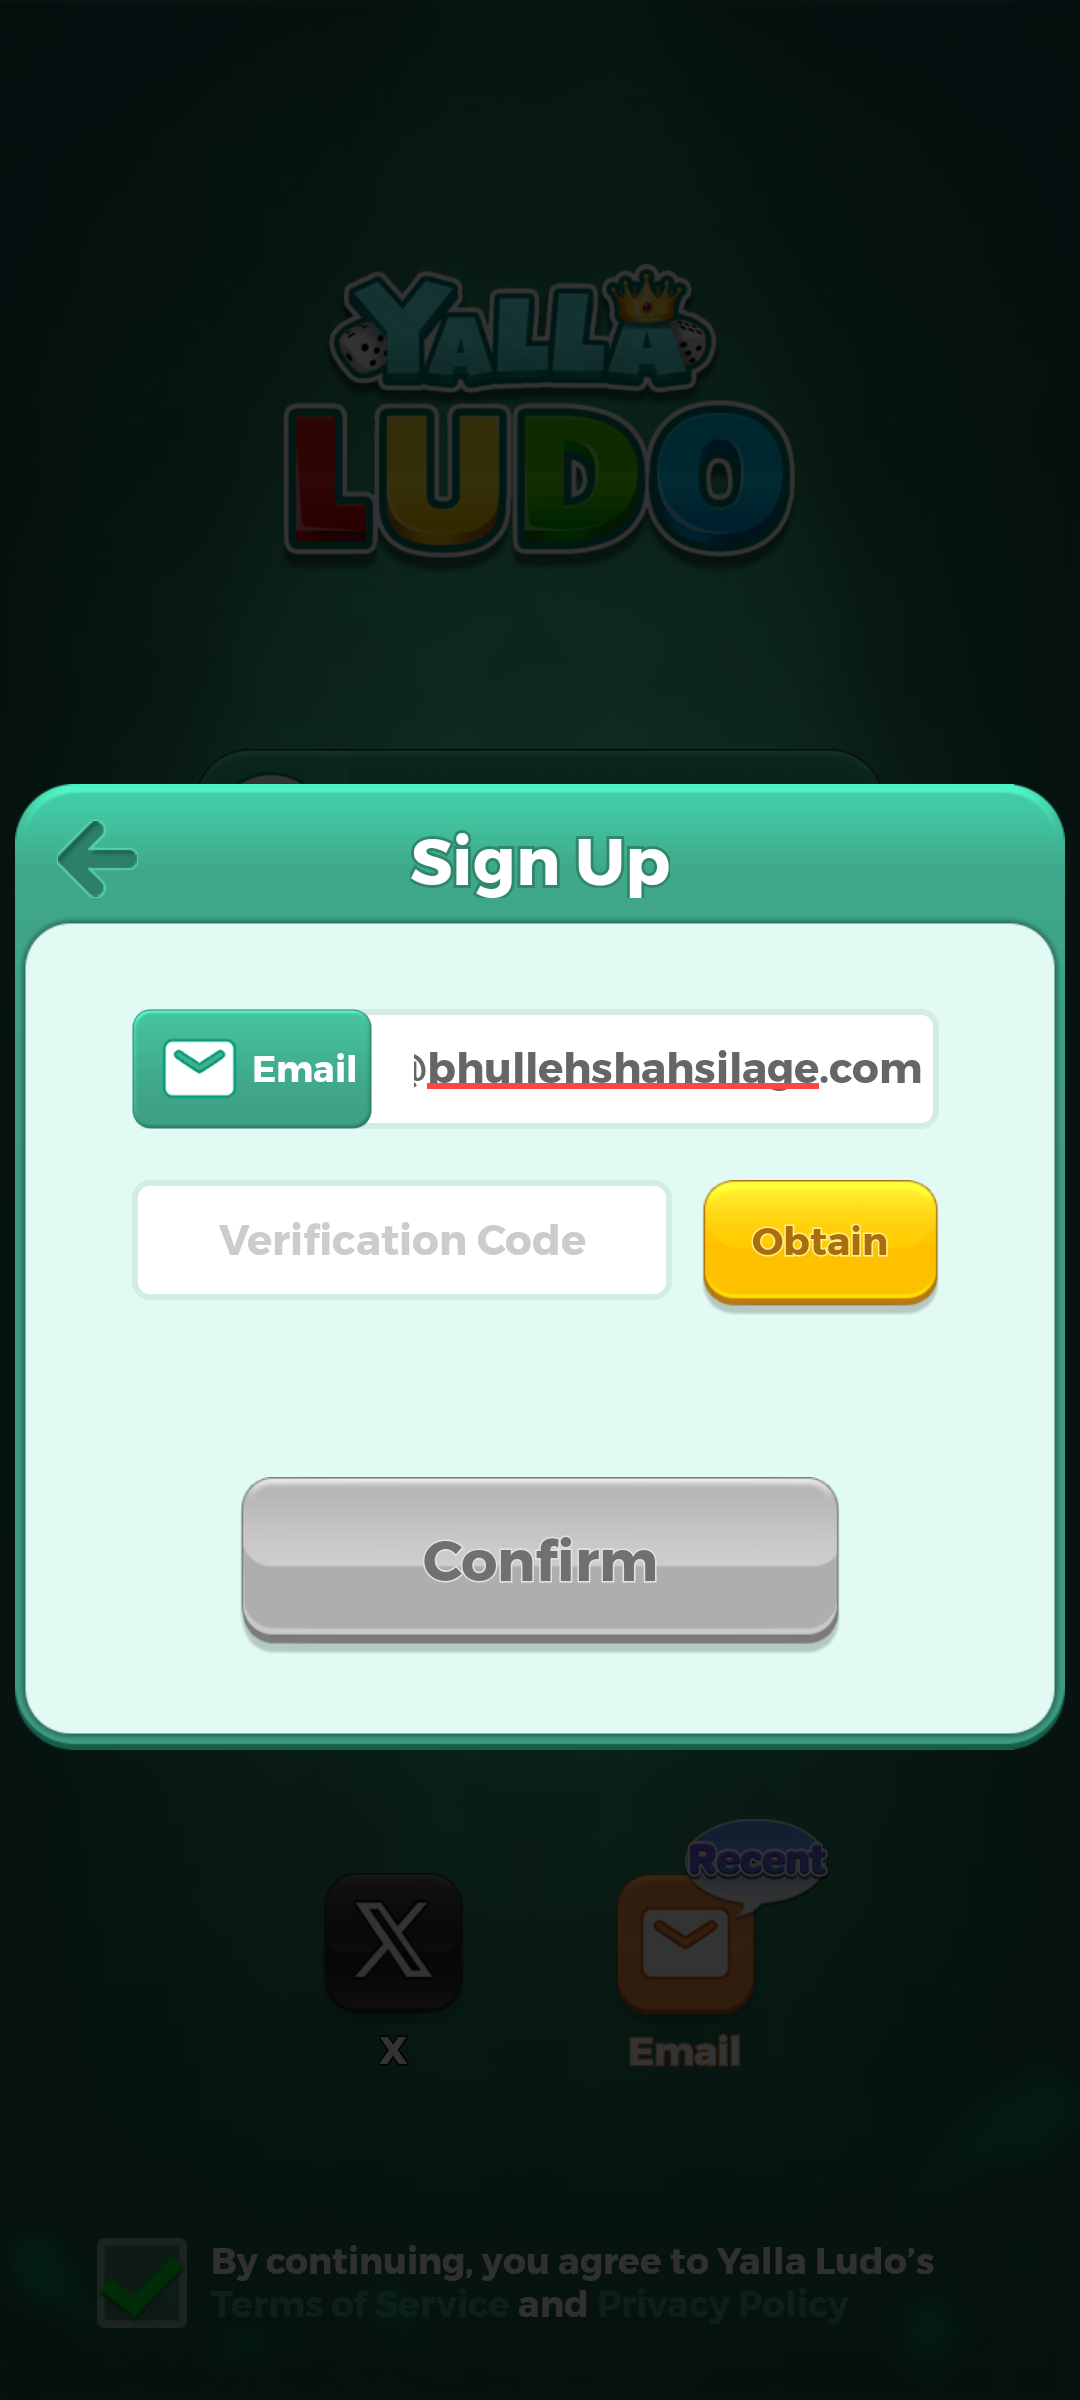 YALLA
LUDO
Sign Up
Email
@bhullehshahsilage.com
Verification Code
Obtain
Confirm
Recent
X
Email
By continuing, you agree to Yalla Ludo’s
Terms of Service and Privacy Policy